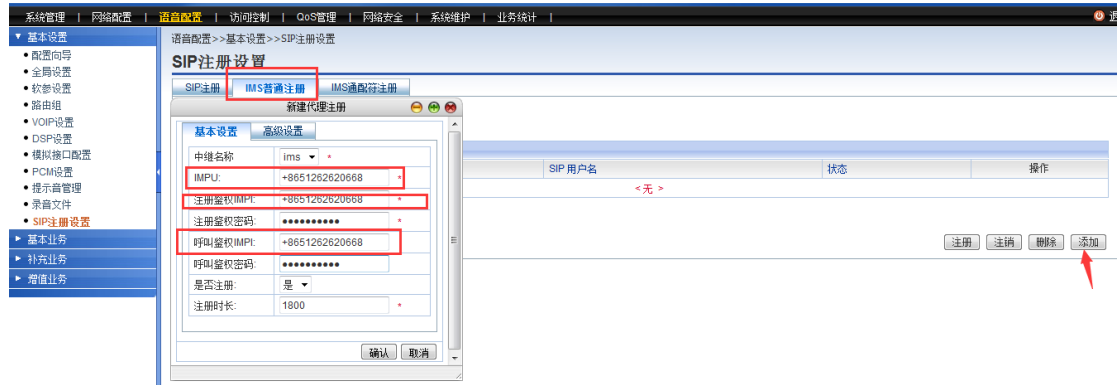 系统管理 | 网络配置 | 语音配置 | 访问控制 | QoS管理 | 网络安全 | 系统维护 | 业务统计 |
基本设置
配置向导
全局设置
软参设置
路由组
VOIP设置
DSP设置
模拟接口配置
PCM设置
提示音管理
录音文件
SIP注册设置
基本业务
补充业务
增值业务
语音配置>>基本设置>>SIP注册设置
SIP注册设置
SIP注册 IMS普通注册 IMS通配符注册
新建代理注册
基本设置 高级设置
中继名称 ims *
IMPU: +8651262620668 *
注册鉴权IMPI: +8651262620668 *
注册鉴权密码: ●●●●●●●●●● *
呼叫鉴权IMPI: +8651262620668
呼叫鉴权密码: ●●●●●●●●●●
是否注册: 是
注册时长: 1800 *
确认 取消
SIP用户名 状态 操作
<无>
注册 注销 删除 添加